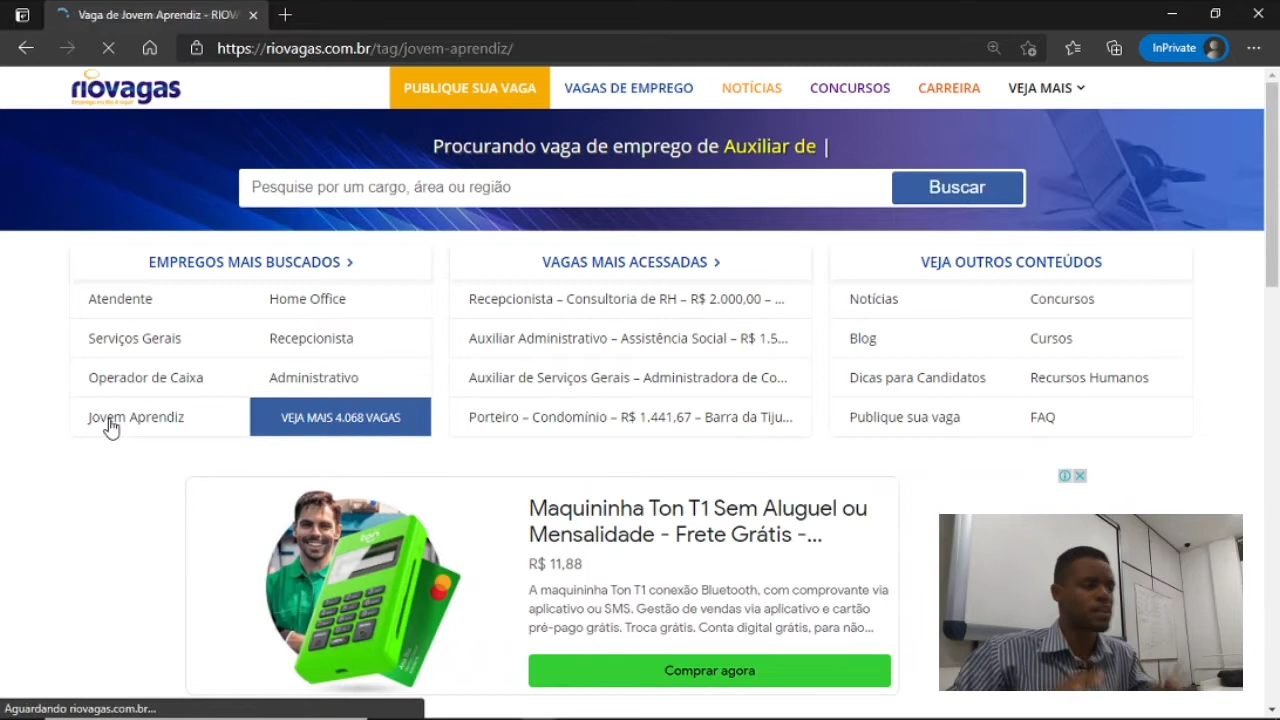 Vaga de Jovem Aprendiz - RIOV
https://riovagas.com.br/tag/jovem-aprendiz/
InPrivate
riovagas
PUBLIQUE SUA VAGA
VAGAS DE EMPREGO
NOTÍCIAS
CONCURSOS
CARREIRA
VEJA MAIS
Procurando vaga de emprego de Auxiliar de |
Pesquise por um cargo, área ou região
Buscar
EMPREGOS MAIS BUSCADOS >
Atendente
Home Office
Serviços Gerais
Recepcionista
Operador de Caixa
Administrativo
Jovem Aprendiz
VEJA MAIS 4.068 VAGAS
VAGAS MAIS ACESSADAS >
Recepcionista – Consultoria de RH – R$ 2.000,00 – ...
Auxiliar Administrativo – Assistência Social – R$ 1.5...
Auxiliar de Serviços Gerais – Administradora de Co...
Porteiro – Condomínio – R$ 1.441,67 – Barra da Tiju...
VEJA OUTROS CONTEÚDOS
Notícias
Concursos
Blog
Cursos
Dicas para Candidatos
Recursos Humanos
Publique sua vaga
FAQ
Maquininha Ton T1 Sem Aluguel ou
Mensalidade - Frete Grátis -...
R$ 11,88
A maquininha Ton T1 conexão Bluetooth, com comprovante via
aplicativo ou SMS. Gestão de vendas via aplicativo e cartão
pré-pago grátis. Troca grátis. Conta digital grátis, para não...
Comprar agora
ton
Aguardando riovagas.com.br...